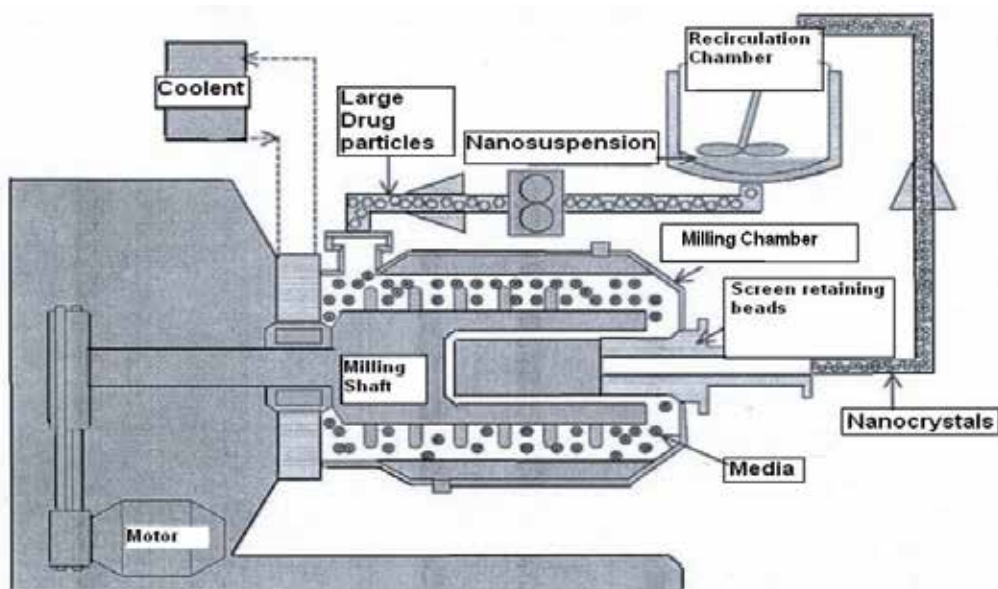 Recirculation
Chamber
Coolent
Large
Drug
particles
Nanosuspension
Milling Chamber
Screen retaining
beads
Milling
Shaft
Nanocrystals
Media
Motor